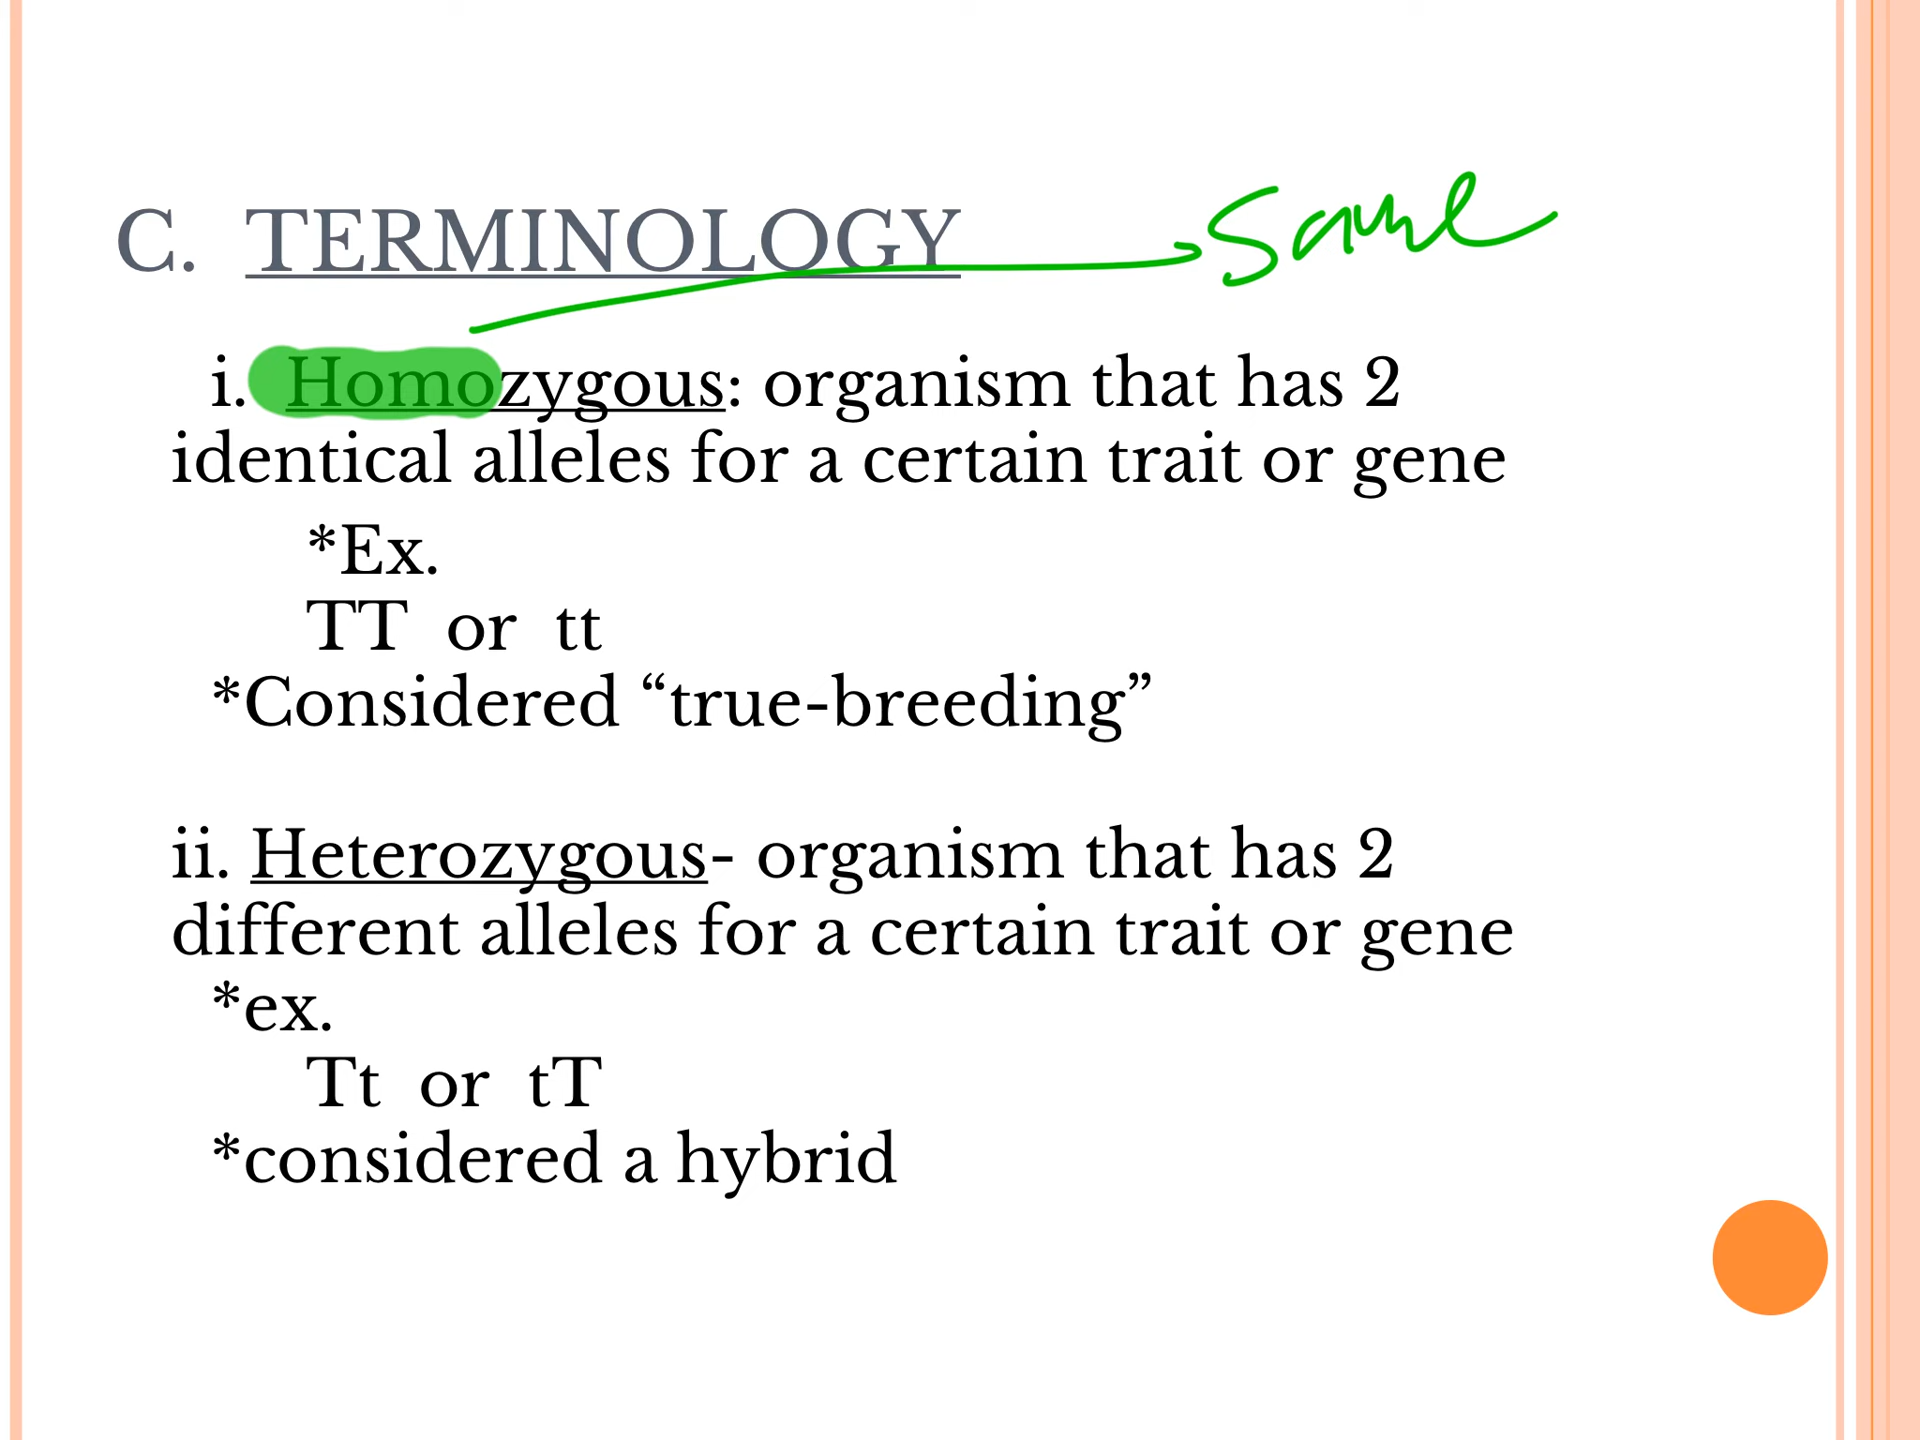 C. TERMINOLOGY
same
i. Homozygous: organism that has 2
identical alleles for a certain trait or gene
*Ex.
TT or tt
*Considered “true-breeding”
ii. Heterozygous- organism that has 2
different alleles for a certain trait or gene
*ex.
Tt or tT
*considered a hybrid